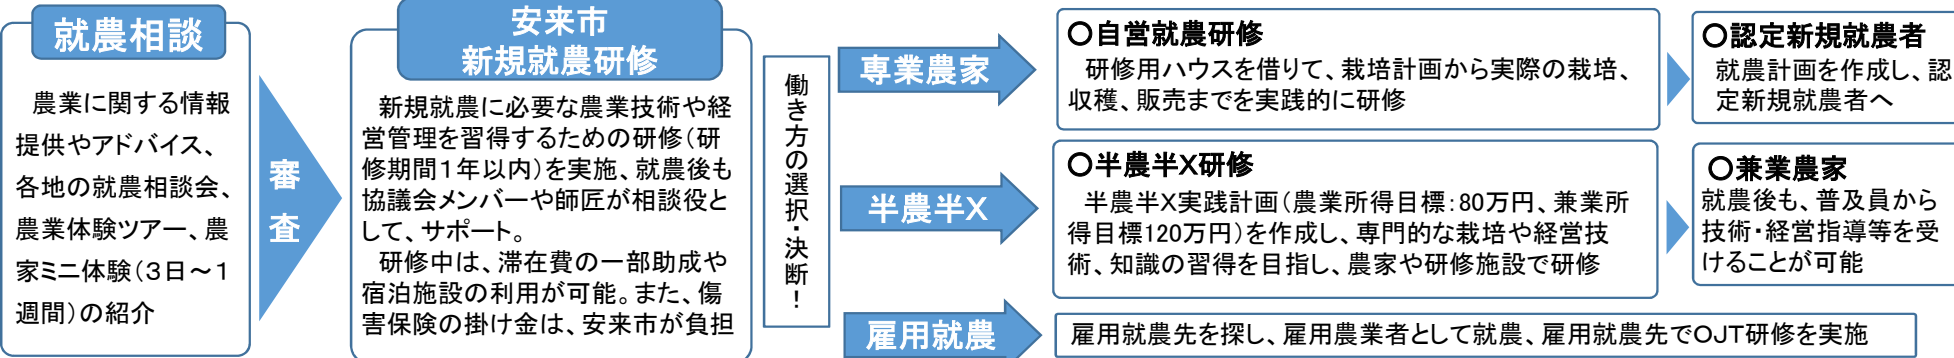 就農相談
農業に関する情報
提供やアドバイス、
各地の就農相談会、
農業体験ツアー、農
家ミニ体験（３日～１
週間）の紹介
審査
安来市
新規就農研修
新規就農に必要な農業技術や経
営管理を習得するための研修（研
修期間１年以内）を実施、就農後も
協議会メンバーや師匠が相談役と
して、サポート。
研修中は、滞在費の一部助成や
宿泊施設の利用が可能。また、傷
害保険の掛け金は、安来市が負担
働き方の選択・決断！
専業農家
○自営就農研修
研修用ハウスを借りて、栽培計画から実際の栽培、
収穫、販売までを実践的に研修
○認定新規就農者
就農計画を作成し、認
定新規就農者へ
半農半X
○半農半X研修
半農半X実践計画（農業所得目標：80万円、兼業所
得目標120万円）を作成し、専門的な栽培や経営技
術、知識の習得を目指し、農家や研修施設で研修
○兼業農家
就農後も、普及員から
技術・経営指導等を受
けることが可能
雇用就農
雇用就農先を探し、雇用農業者として就農、雇用就農先でOJT研修を実施